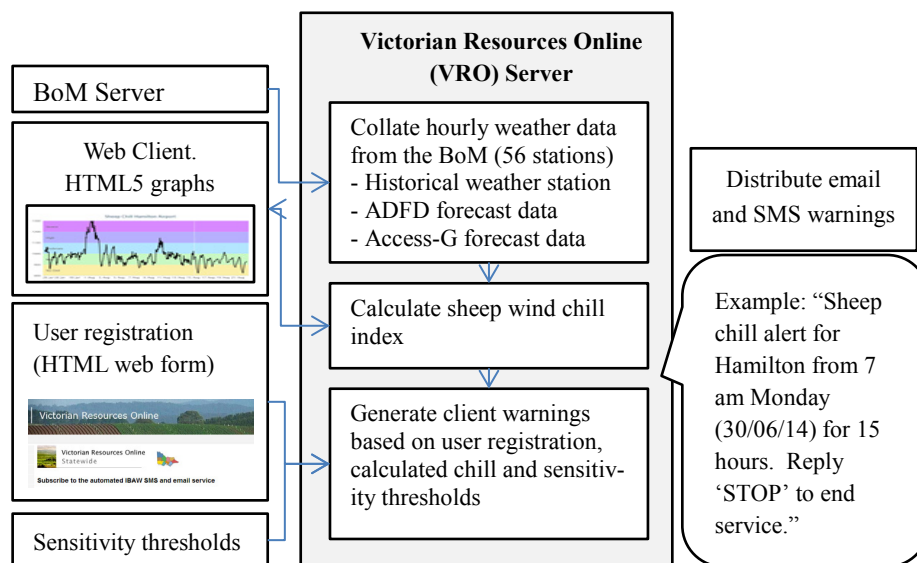 Victorian Resources Online
(VRO) Server
BoM Server
Web Client.
HTML5 graphs
User registration
(HTML web form)
Victorian Resources Online
Victorian Resources Online
Statewide
Subscribe to the automated IBAW SMS and email service
Sensitivity thresholds
Collate hourly weather data
from the BoM (56 stations)
- Historical weather station
- ADFD forecast data
- Access-G forecast data
Calculate sheep wind chill
index
Generate client warnings
based on user registration,
calculated chill and sensitiv-
ity thresholds
Distribute email
and SMS warnings
Example: “Sheep
chill alert for
Hamilton from 7
am Monday
(30/06/14) for 15
hours.  Reply
‘STOP’ to end
service.”